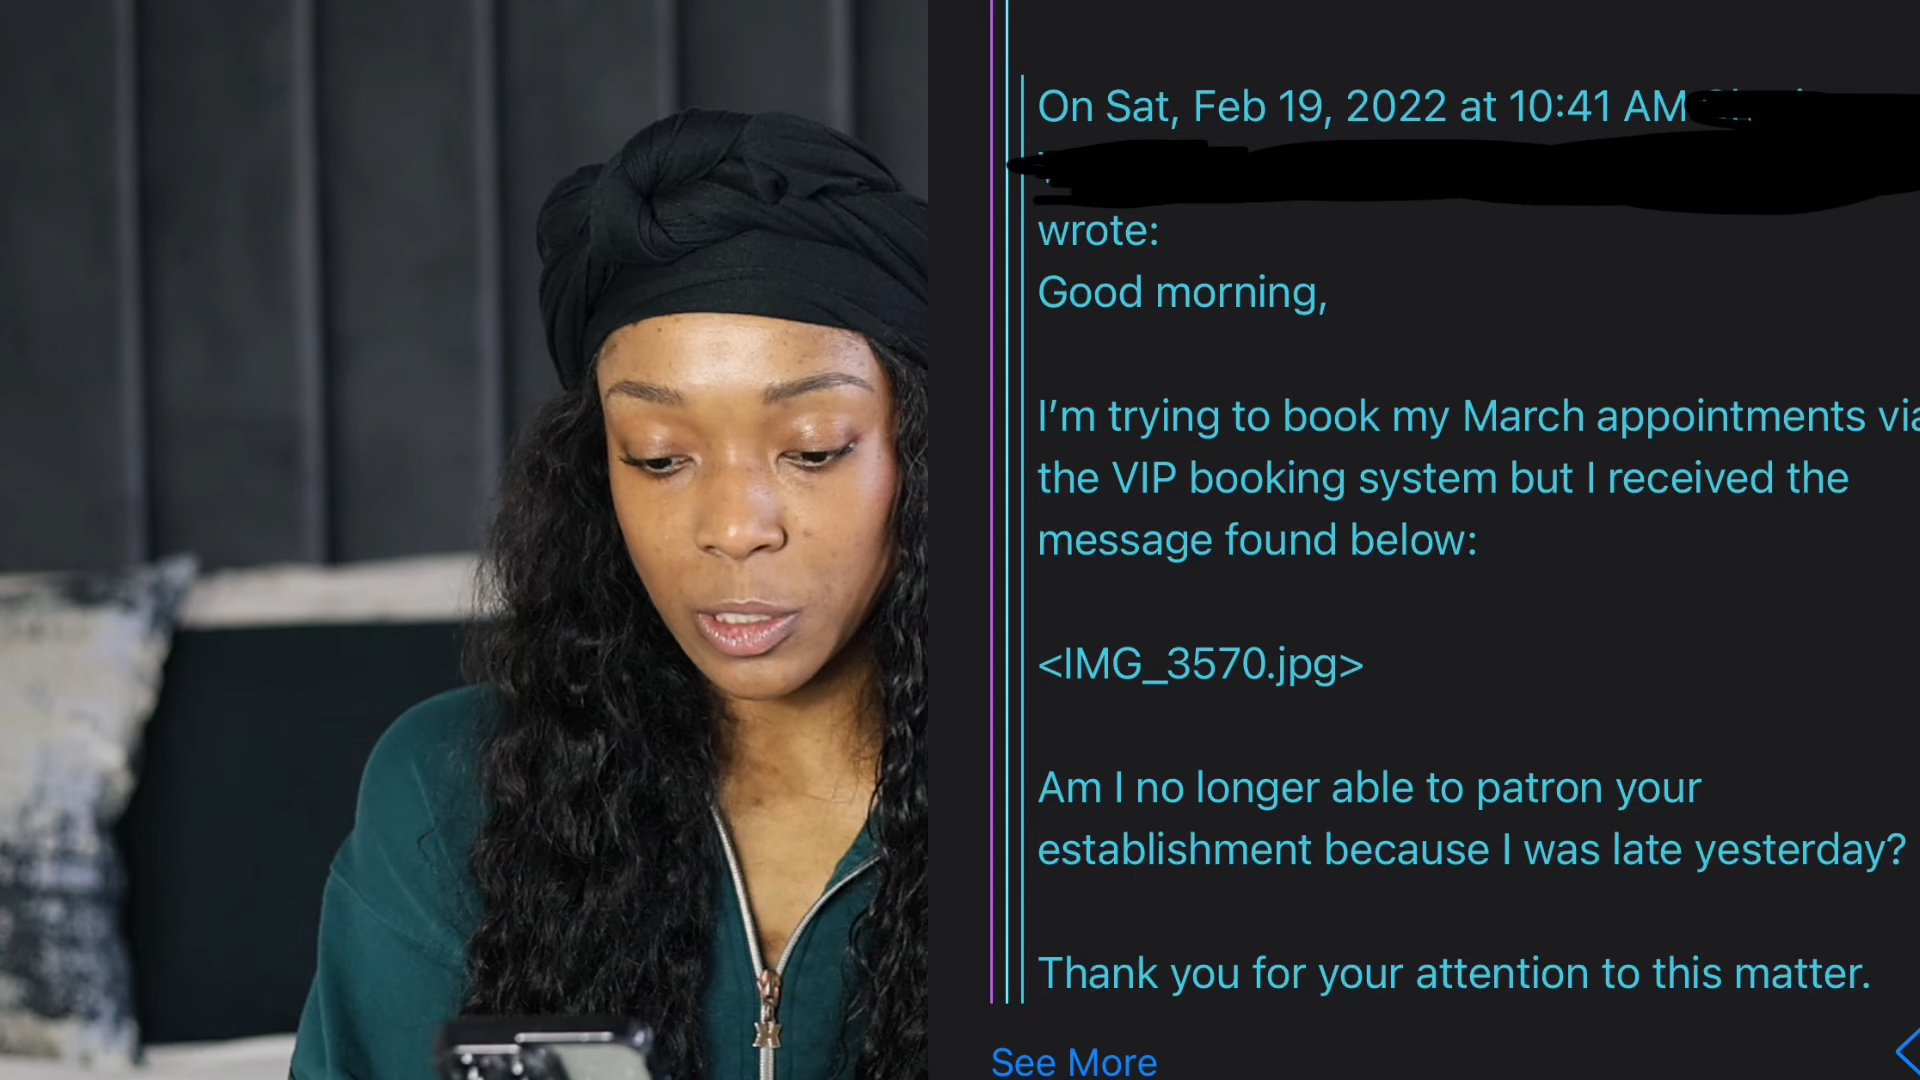 On Sat, Feb 19, 2022 at 10:41 AM
wrote:
Good morning,
I’m trying to book my March appointments via
the VIP booking system but I received the
message found below:
<IMG_3570.jpg>
Am I no longer able to patron your
establishment because I was late yesterday?
Thank you for your attention to this matter.
See More